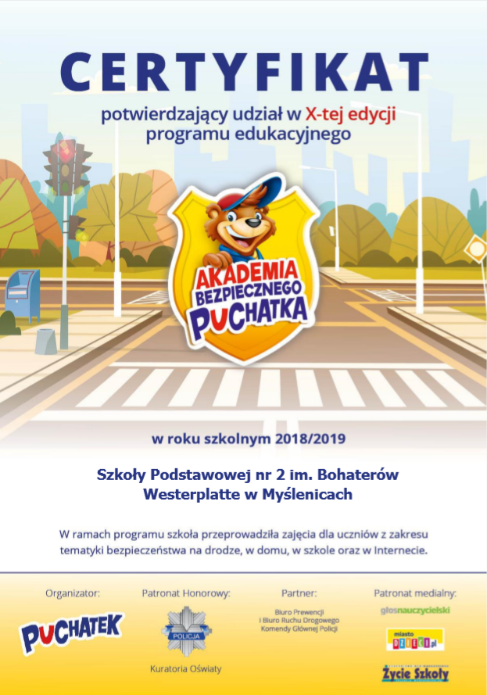 CERTYFIKAT
potwierdzający udział w X-tej edycji
programu edukacyjnego
AKADEMIA
BEZPIECZNEGO
PUCHATKA
w roku szkolnym 2018/2019
Szkoły Podstawowej nr 2 im. Bohaterów
Westerplatte w Myślenicach
W ramach programu szkoła przeprowadziła zajęcia dla uczniów z zakresu
tematyki bezpieczeństwa na drodze, w domu, w szkole oraz w Internecie.
Organizator:
PUCHATEK
Patronat Honorowy:
POLICJA
Kuratoria Oświaty
Partner:
Biuro Prewencji
i Biuro Ruchu Drogowego
Komendy Głównej Policji
Patronat medialny:
głosnauczycielski
miasto
DZIECI.pl
Życie Szkoły